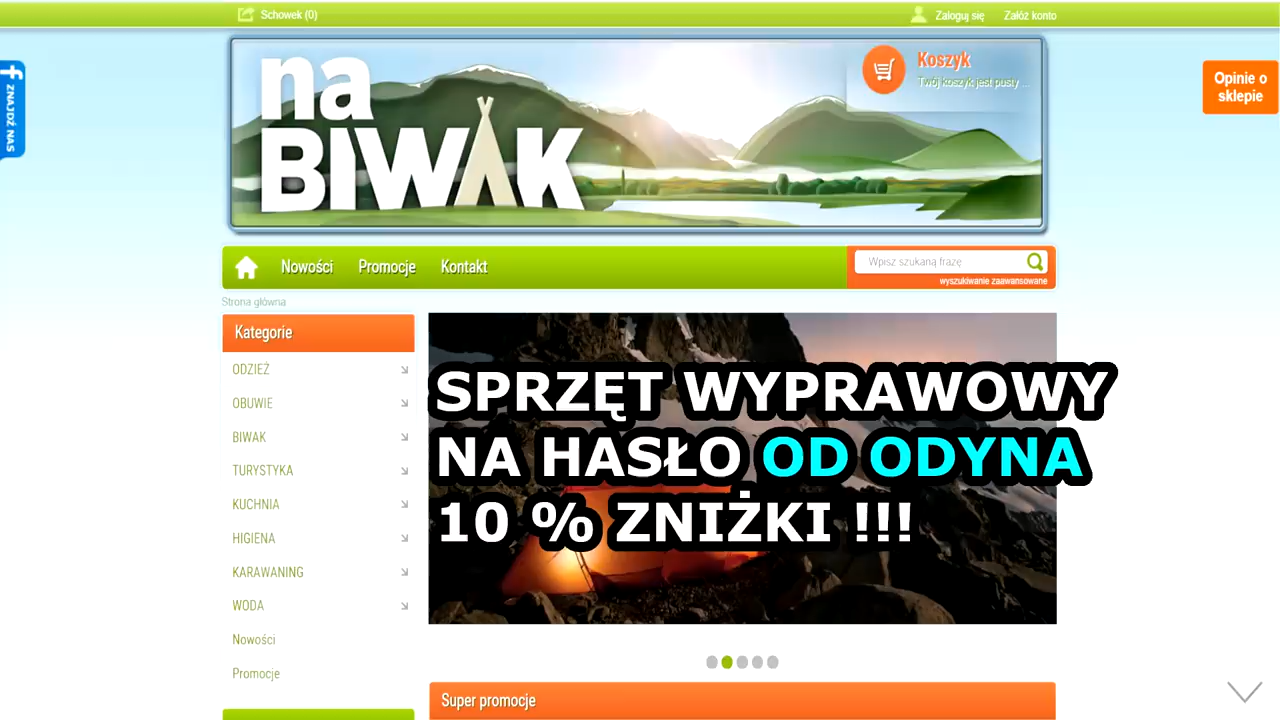 Schowek (0)
Zaloguj się
Załóż konto
ZNAJDŹ NAS
na
BIWAK
Koszyk
Twój koszyk jest pusty ...
Opinie o
sklepie
Nowości
Promocje
Kontakt
Wpisz szukaną frazę
wyszukiwanie zaawansowane
Strona główna
Kategorie
ODZIEŻ
OBUWIE
BIWAK
TURYSTYKA
KUCHNIA
HIGIENA
KARAWANING
WODA
Nowości
Promocje
SPRZĘT WYPRAWOWY
NA HASŁO OD ODYNA
10 % ZNIŻKI !!!
Super promocje